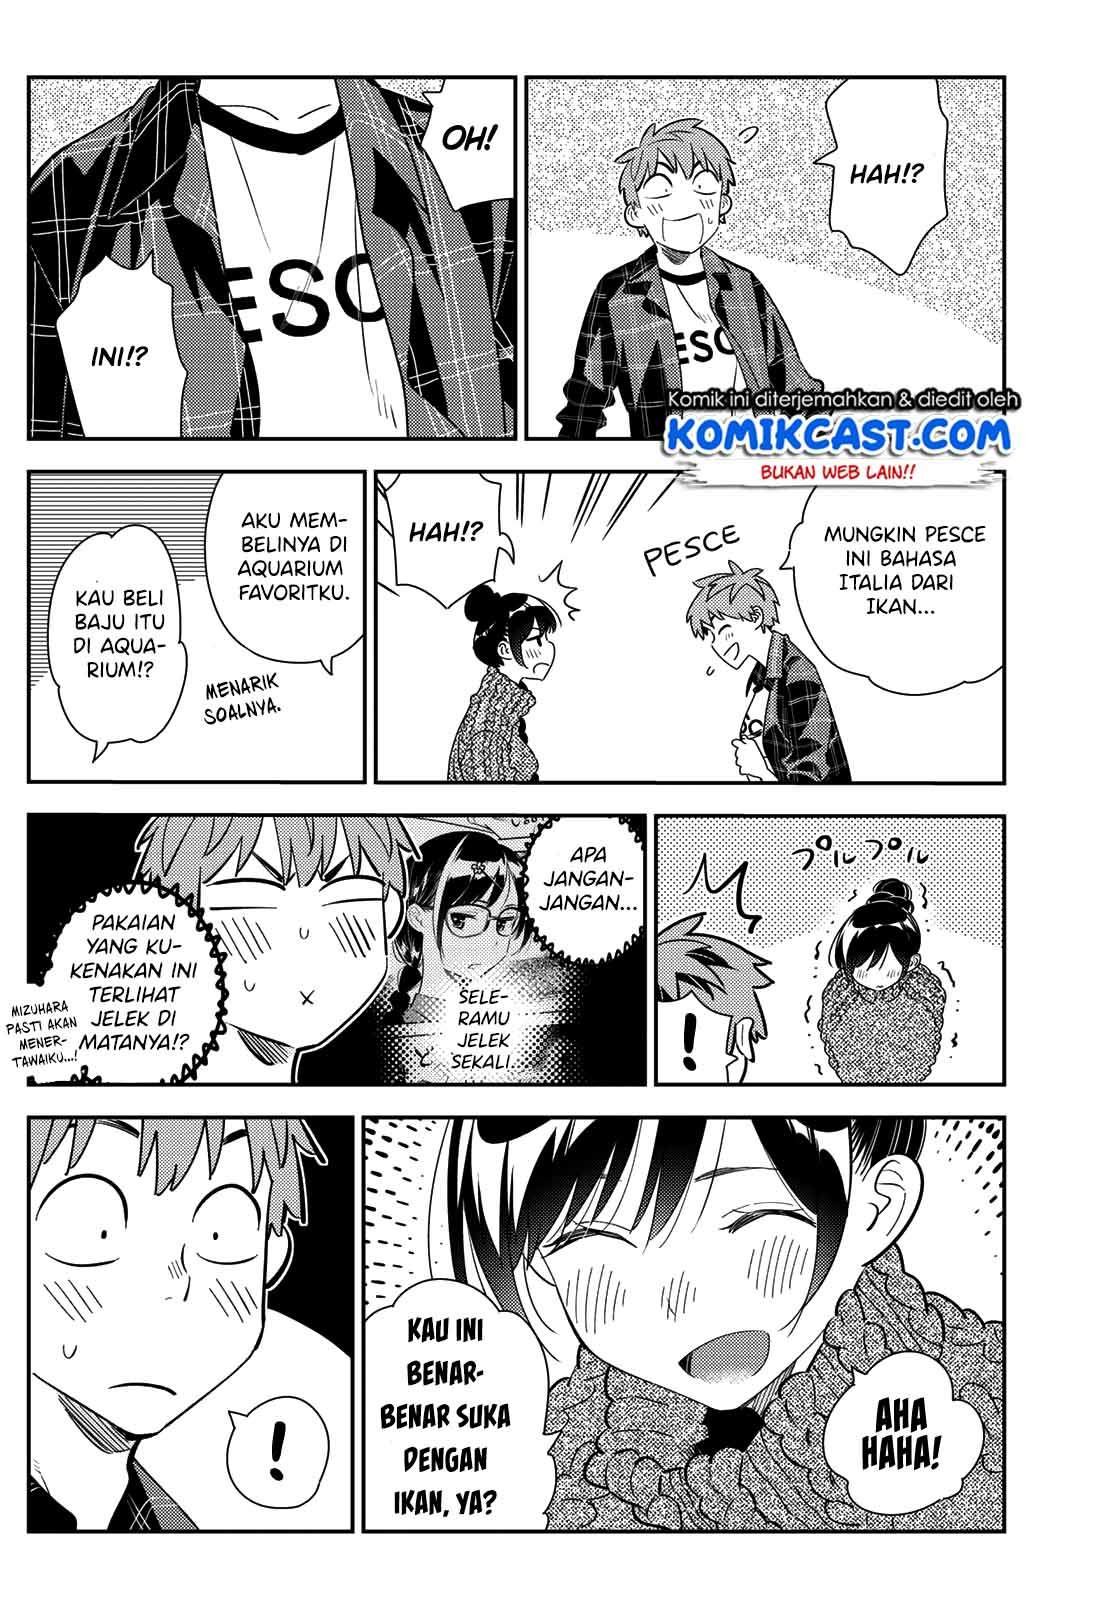 HAH!?
OH!
INI!?
ESC
ESC
Komik ini diterjemahkan & diedit oleh
KOMIKCAST.COM
BUKAN WEB LAIN!!
MUNGKIN PESCE
INI BAHASA
ITALIA DARI
IKAN...
PESCE
HAH!?
SC
AKU MEM-
BELINYA DI
AQUARIUM
FAVORITKU.
MENARIK
SOALNYA.
KAU BELI
BAJU ITU
DI AQUA-
RIUM!?
プルプル
!
APA
JANGAN-
JANGAN...
SELE-
RAMU
JELEK
SEKALI.
PAKAIAN
YANG KU-
KENAKAN INI
TERLIHAT
JELEK DI
MATANYA!?
MIZUHARA
PASTI AKAN
MENER-
TAWAIKU...!
AHA
HAHA!
KAU INI
BENAR-
BENAR SUKA
DENGAN
IKAN, YA?
!